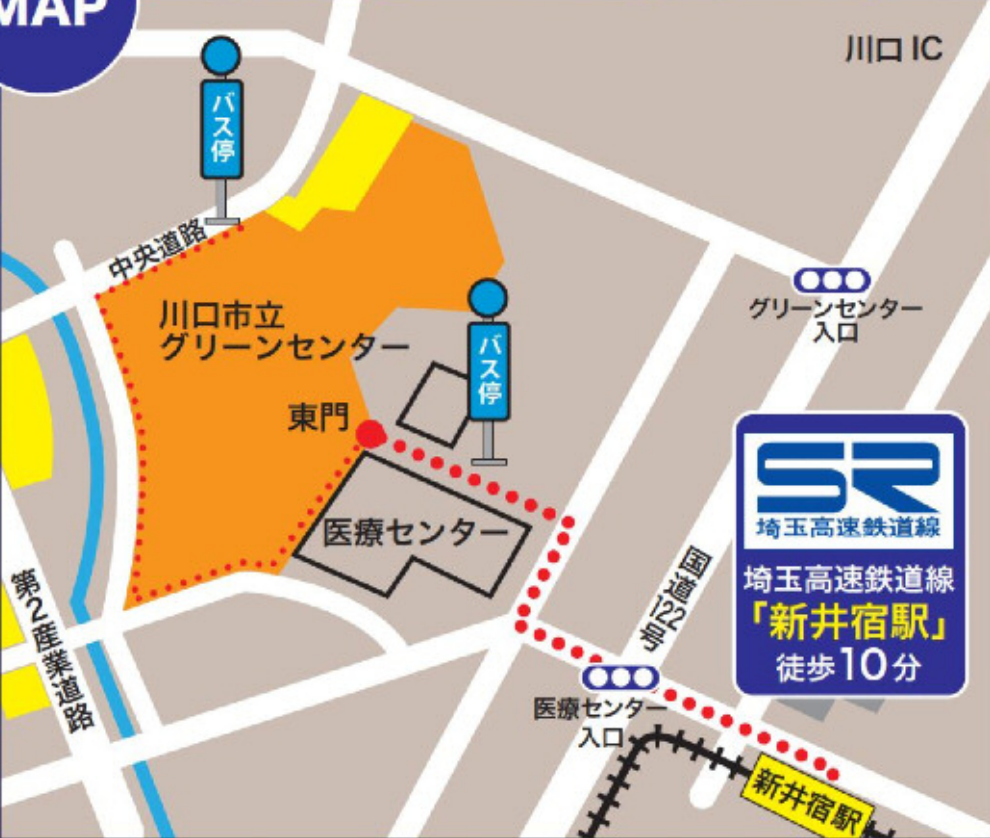 MAP
川口 IC
バス停
中央道路
グリーンセンター
入口
川口市立
グリーンセンター
バス停
東門
SR
埼玉高速鉄道線
医療センター
国道122号
埼玉高速鉄道線
「新井宿駅」
徒歩10分
第2産業道路
医療センター
入口
新井宿駅